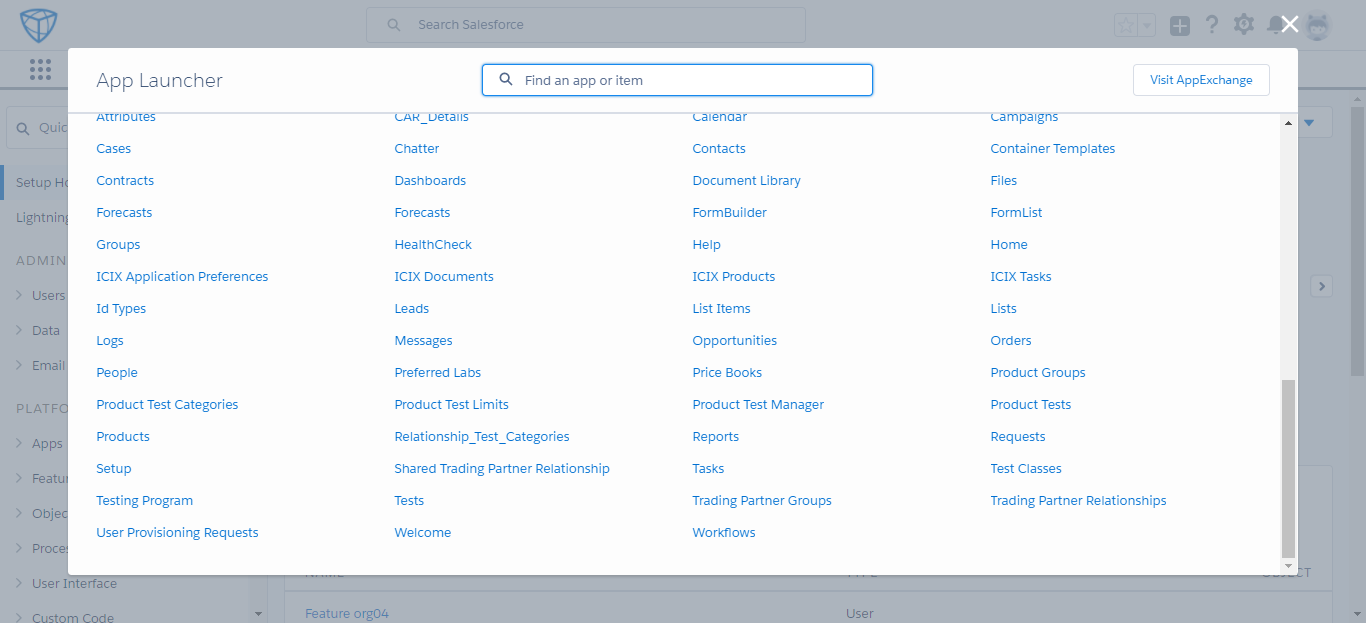 Search Salesforce
App Launcher
Find an app or item
Visit AppExchange
Attributes CAR_Details Calendar Campaigns
Cases Chatter Contacts Container Templates
Contracts Dashboards Document Library Files
Forecasts Forecasts FormBuilder FormList
Groups HealthCheck Help Home
ICIX Application Preferences ICIX Documents ICIX Products ICIX Tasks
Id Types Leads List Items Lists
Logs Messages Opportunities Orders
People Preferred Labs Price Books Product Groups
Product Test Categories Product Test Limits Product Test Manager Product Tests
Products Relationship_Test_Categories Reports Requests
Setup Shared Trading Partner Relationship Tasks Test Classes
Testing Program Tests Trading Partner Groups Trading Partner Relationships
User Provisioning Requests Welcome Workflows
Quic
Setup Ho
Lightning
ADMIN
Users
Data
Email
PLATFO
Apps
Featur
Objec
Proces
User Interface
Custom Code
NAME TYPE OBJECT
Feature org04 User